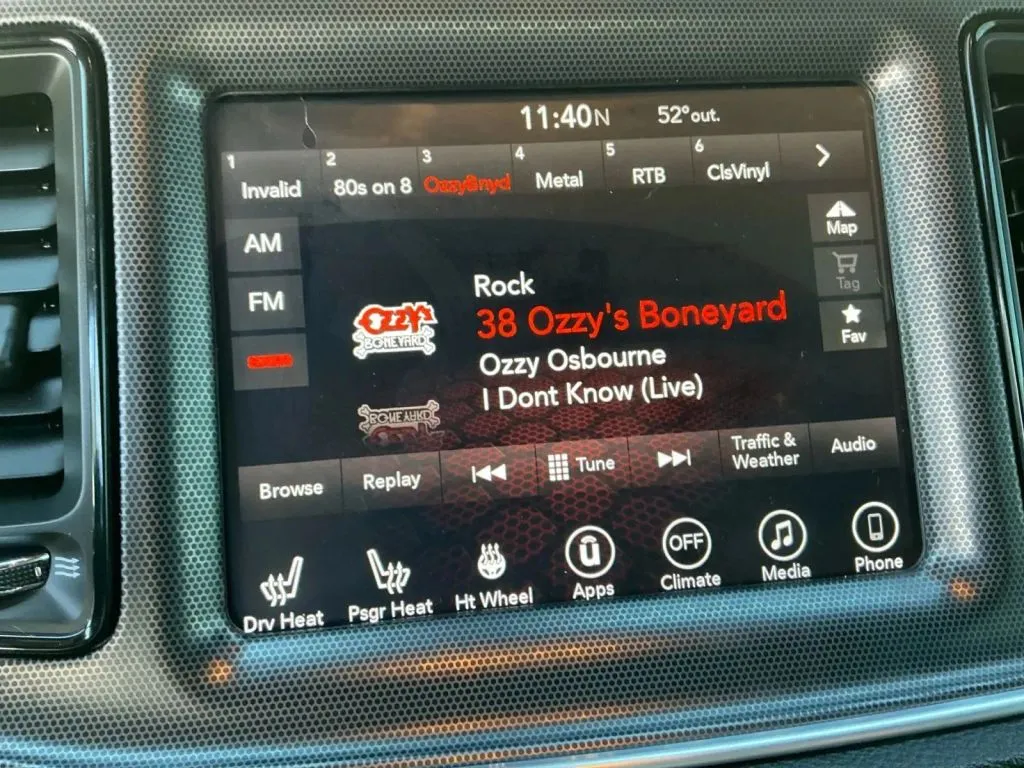 11:40N 52°out.
1 Invalid
2 80s on 8
3 OzzyBnyd
4 Metal
5 RTB
6 ClsVinyl
AM
FM
Map
Tag
Fav
Rock
38 Ozzy's Boneyard
Ozzy Osbourne
I Dont Know (Live)
OZZY's
BONEYARD
Browse
Replay
Tune
Traffic &
Weather
Audio
Drv Heat
Psgr Heat
Ht Wheel
Apps
OFF
Climate
Media
Phone